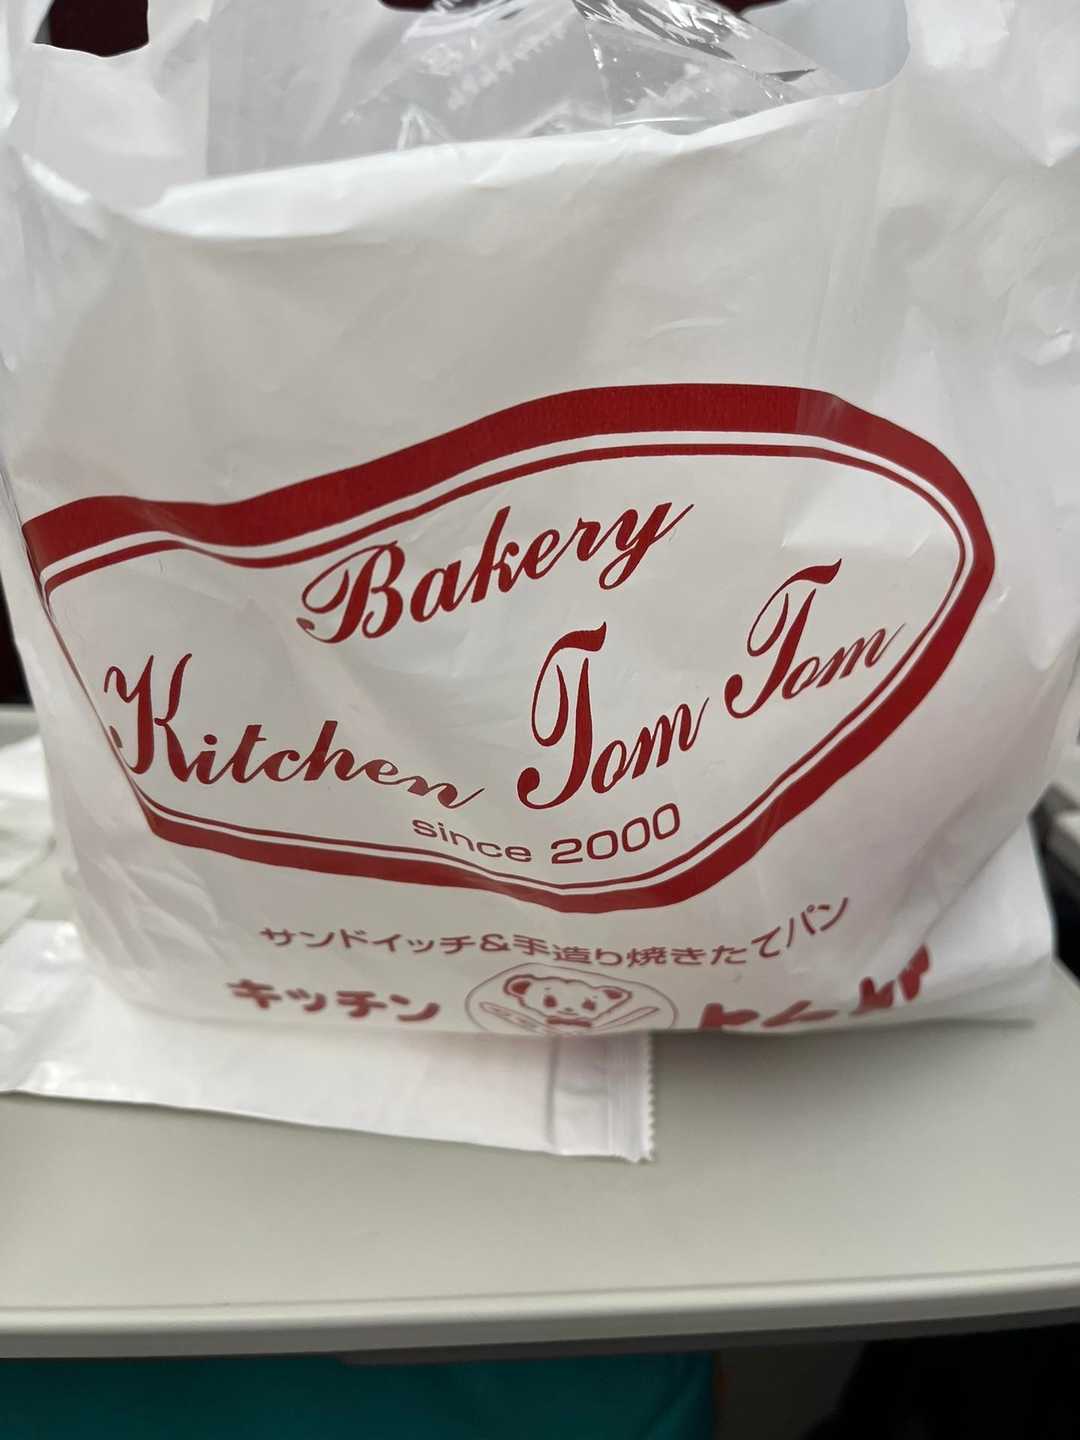 Bakery
Kitchen Tom Tom
since 2000
サンドイッチ&手造り焼きたてパン
キッチン